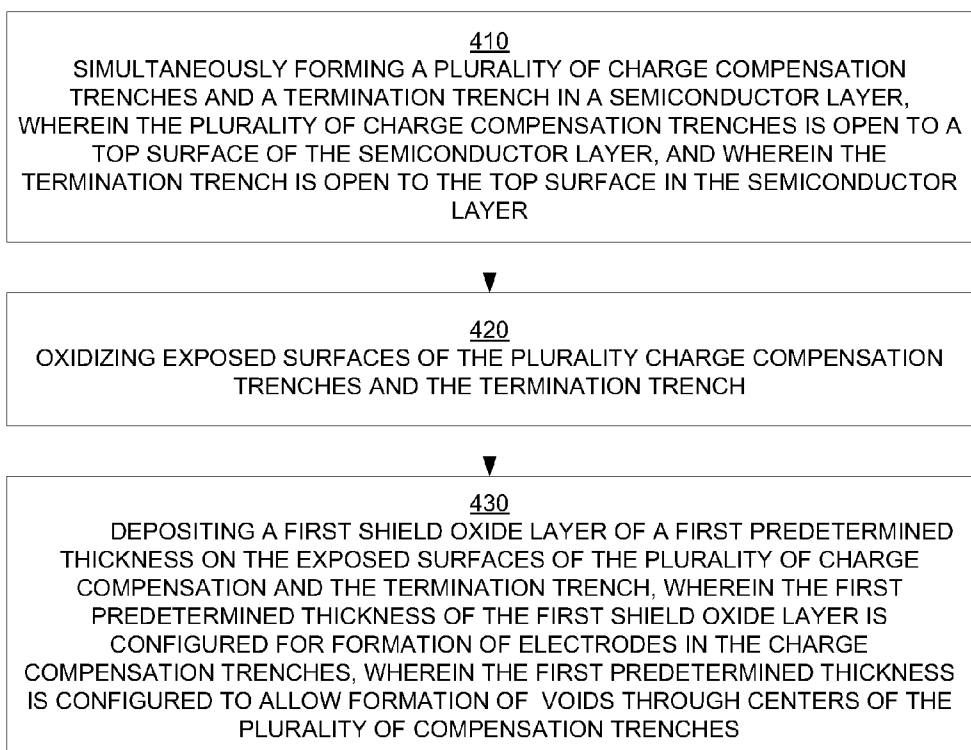 410
SIMULTANEOUSLY FORMING A PLURALITY OF CHARGE COMPENSATION
TRENCHES AND A TERMINATION TRENCH IN A SEMICONDUCTOR LAYER,
WHEREIN THE PLURALITY OF CHARGE COMPENSATION TRENCHES IS OPEN TO A
TOP SURFACE OF THE SEMICONDUCTOR LAYER, AND WHEREIN THE
TERMINATION TRENCH IS OPEN TO THE TOP SURFACE IN THE SEMICONDUCTOR
LAYER
420
OXIDIZING EXPOSED SURFACES OF THE PLURALITY CHARGE COMPENSATION
TRENCHES AND THE TERMINATION TRENCH
430
DEPOSITING A FIRST SHIELD OXIDE LAYER OF A FIRST PREDETERMINED
THICKNESS ON THE EXPOSED SURFACES OF THE PLURALITY OF CHARGE
COMPENSATION AND THE TERMINATION TRENCH, WHEREIN THE FIRST
PREDETERMINED THICKNESS OF THE FIRST SHIELD OXIDE LAYER IS
CONFIGURED FOR FORMATION OF ELECTRODES IN THE CHARGE
COMPENSATION TRENCHES, WHEREIN THE FIRST PREDETERMINED THICKNESS
IS CONFIGURED TO ALLOW FORMATION OF VOIDS THROUGH CENTERS OF THE
PLURALITY OF COMPENSATION TRENCHES